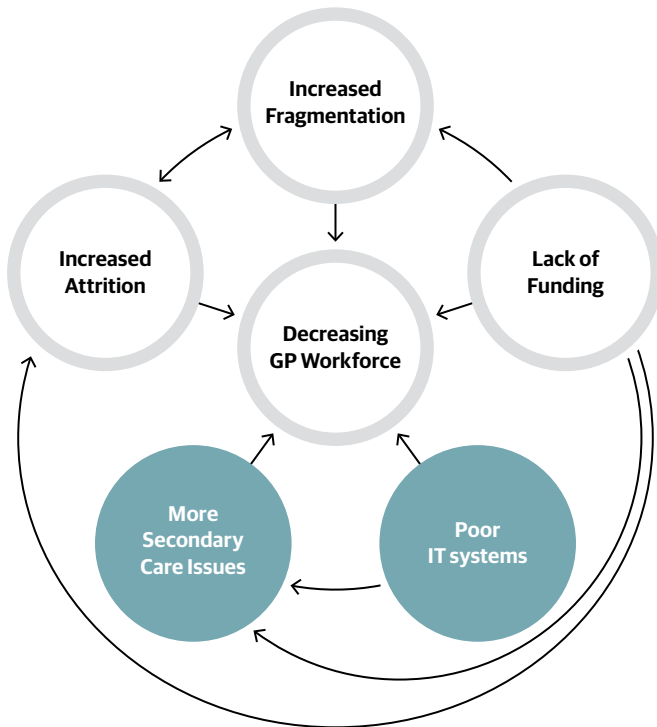 Increased
Fragmentation
Increased
Attrition
Lack of
Funding
Decreasing
GP Workforce
More
Secondary
Care Issues
Poor
IT systems